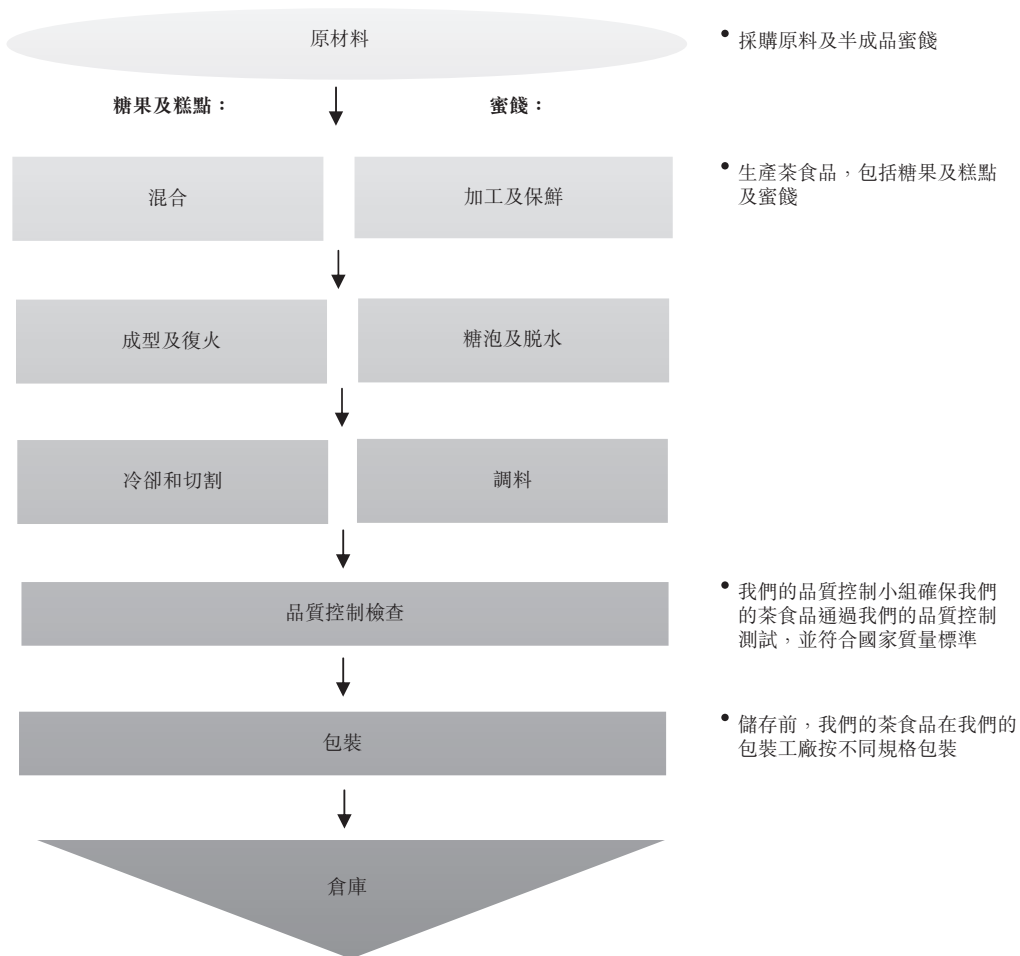 原材料
• 採購原料及半成品蜜餞
糖果及糕點：
蜜餞：
混合
加工及保鮮
• 生產茶食品，包括糖果及糕點
及蜜餞
成型及復火
糖泡及脫水
冷卻和切割
調料
品質控制檢查
• 我們的品質控制小組確保我們
的茶食品通過我們的品質控制
測試，並符合國家質量標準
包裝
• 儲存前，我們的茶食品在我們的
包裝工廠按不同規格包裝
倉庫